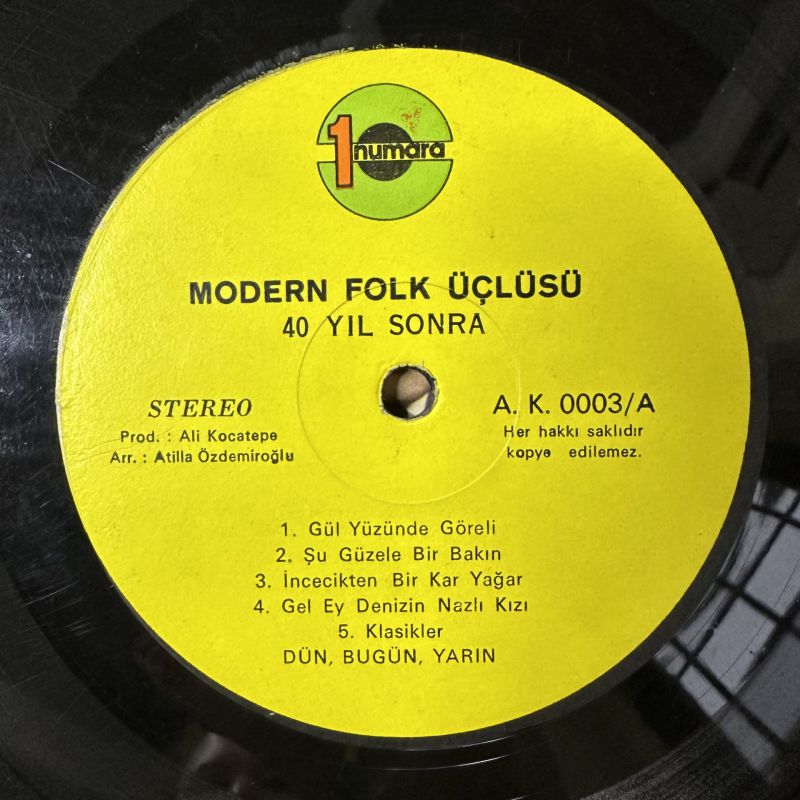 1 numara
MODERN FOLK ÜÇLÜSÜ
40 YIL SONRA
STEREO
Prod. : Ali Kocatepe
Arr. : Atilla Özdemiroğlu
A. K. 0003/A
Her hakkı saklıdır
kopye edilemez.
1. Gül Yüzünde Göreli
2. Şu Güzele Bir Bakın
3. İncecikten Bir Kar Yağar
4. Gel Ey Denizin Nazlı Kızı
5. Klasikler
DÜN, BUGÜN, YARIN